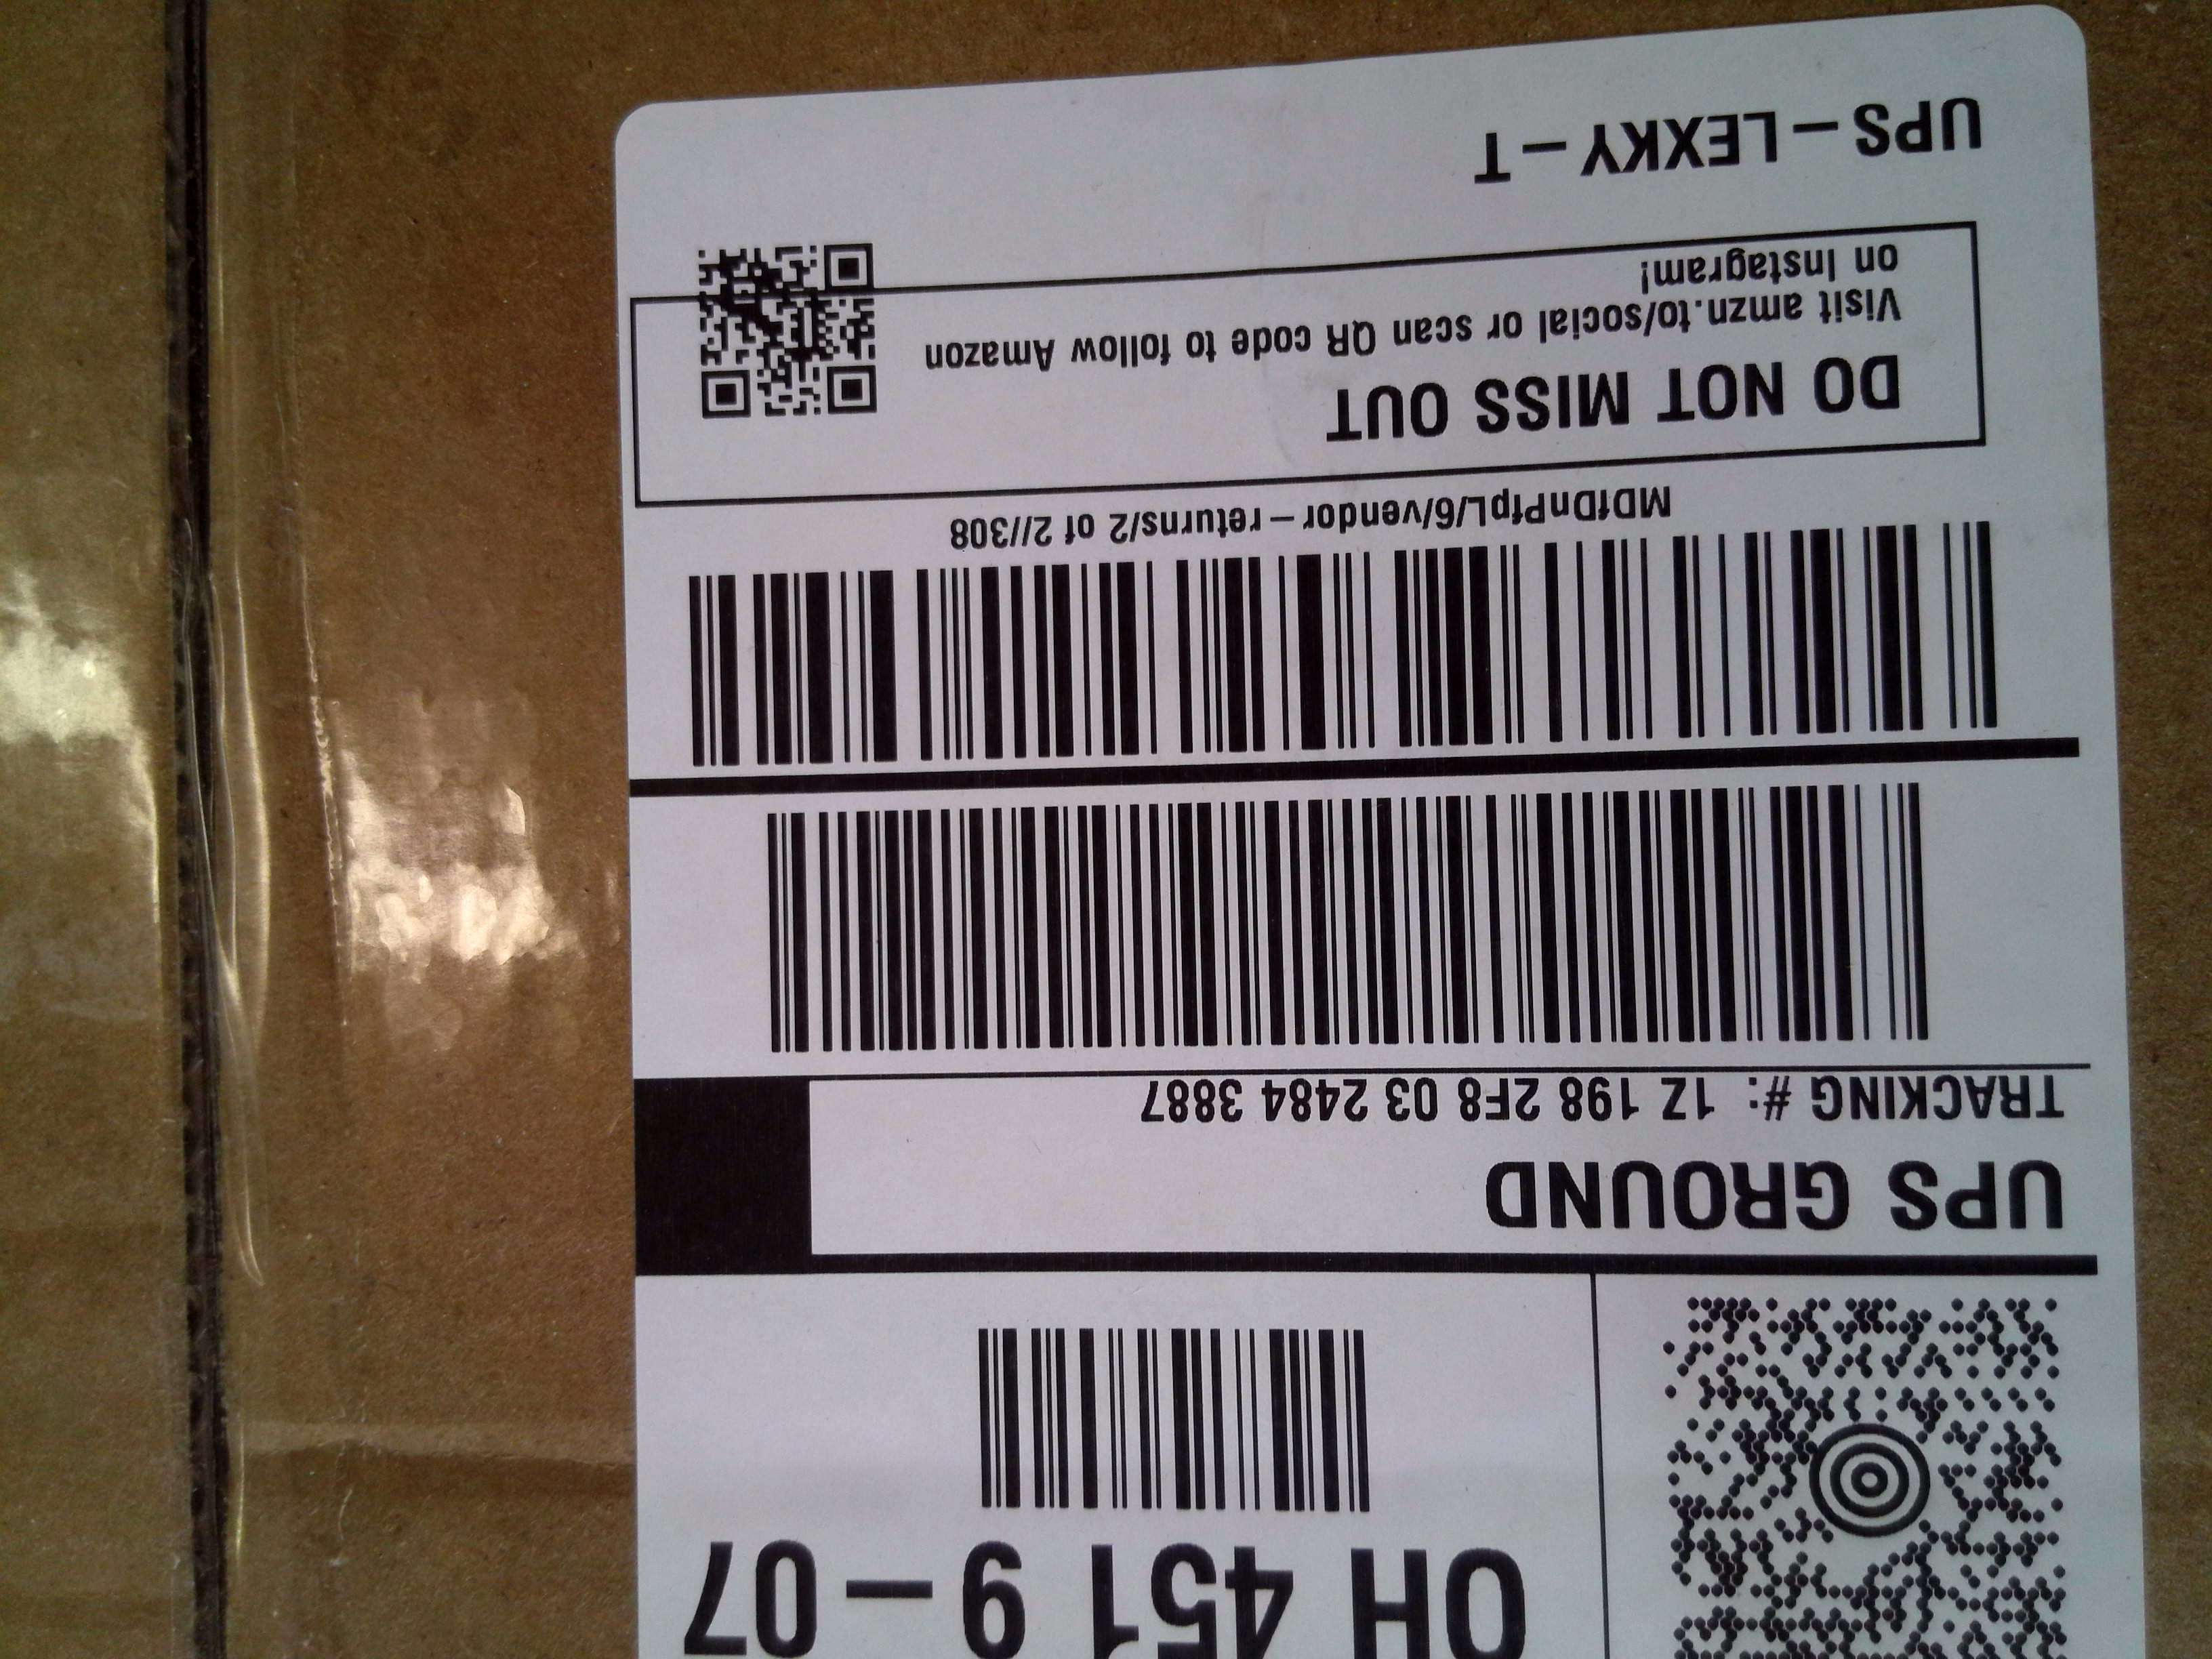 OH 451 9-07
UPS GROUND
TRACKING #: 1Z 198 2F8 03 2484 3887
MDfDnPfpL/6/vendor-returns/2 of 2//308
DO NOT MISS OUT
Visit amzn.to/social or scan QR code to follow Amazon
on Instagram!
UPS-LEXKY-T